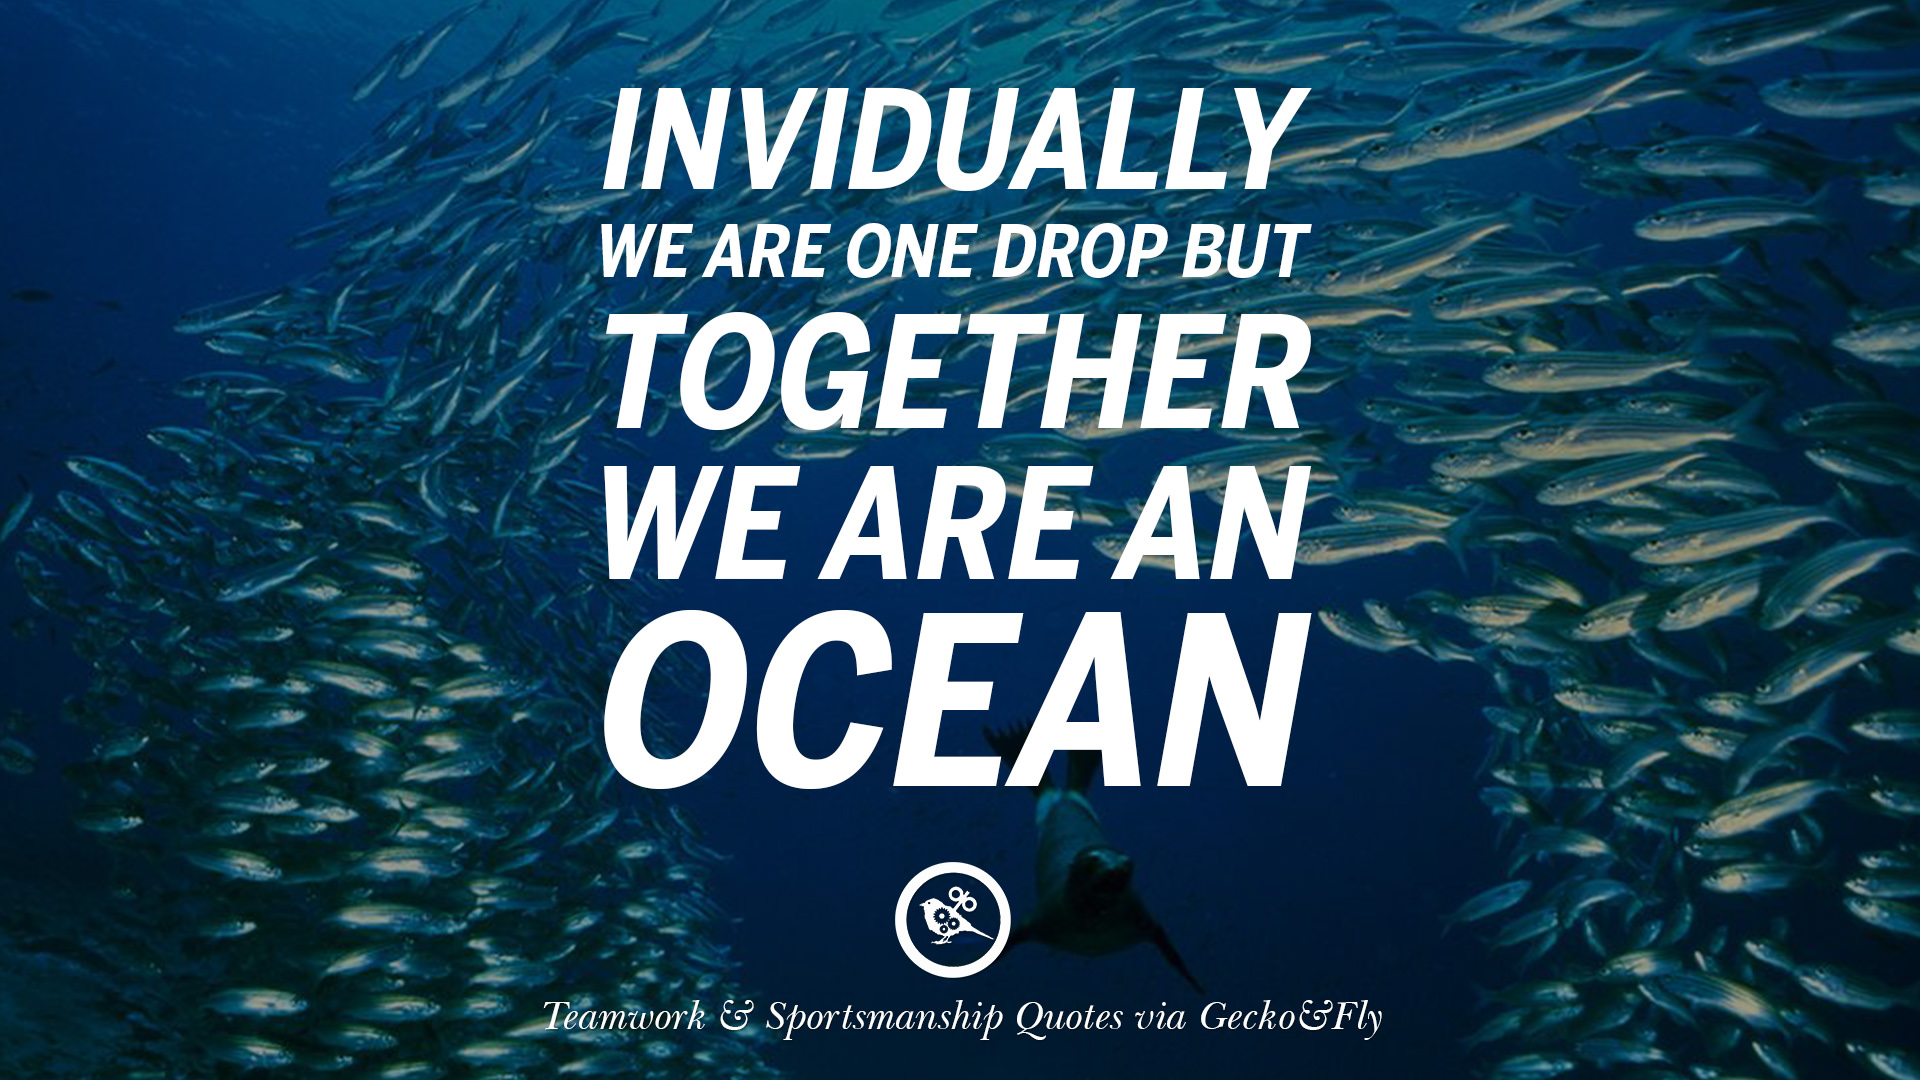 INVIDUALLY
WE ARE ONE DROP BUT
TOGETHER
WE ARE AN
OCEAN
Teamwork & Sportsmanship Quotes via Gecko&Fly